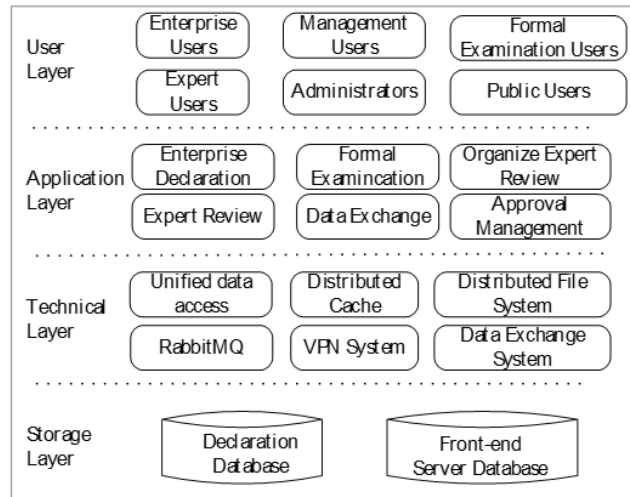 User
Layer
Enterprise
Users
Management
Users
Formal
Examination Users
Expert
Users
Administrators
Public Users
Application
Layer
Enterprise
Declaration
Formal
Examincation
Organize Expert
Review
Expert Review
Data Exchange
Approval
Management
Technical
Layer
Unified data
access
Distributed
Cache
Distributed File
System
RabbitMQ
VPN System
Data Exchange
System
Storage
Layer
Declaration
Database
Front-end
Server Database